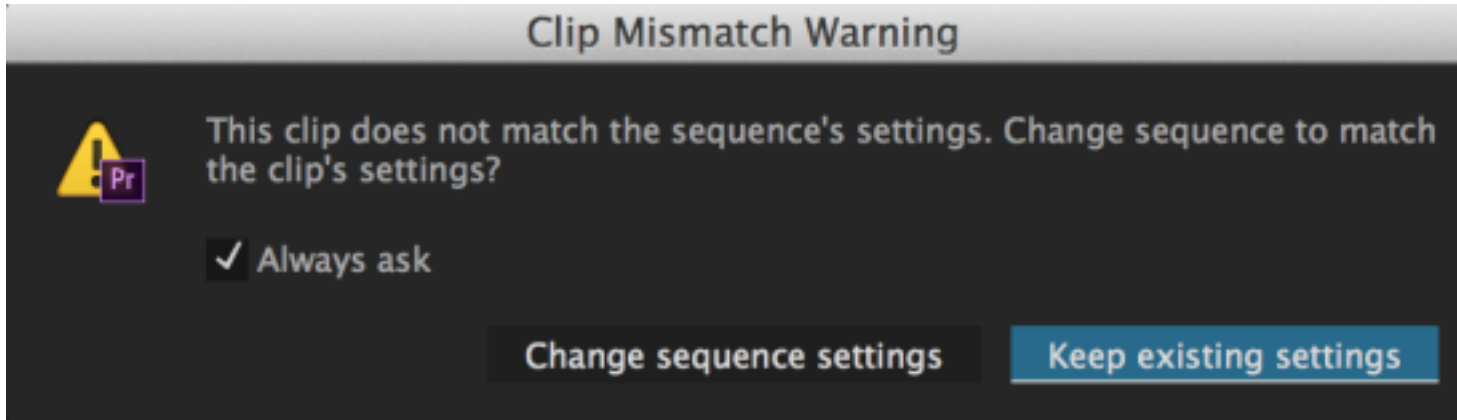 Clip Mismatch Warning
This clip does not match the sequence's settings. Change sequence to match
the clip's settings?
Pr
Always ask
Change sequence settings
Keep existing settings